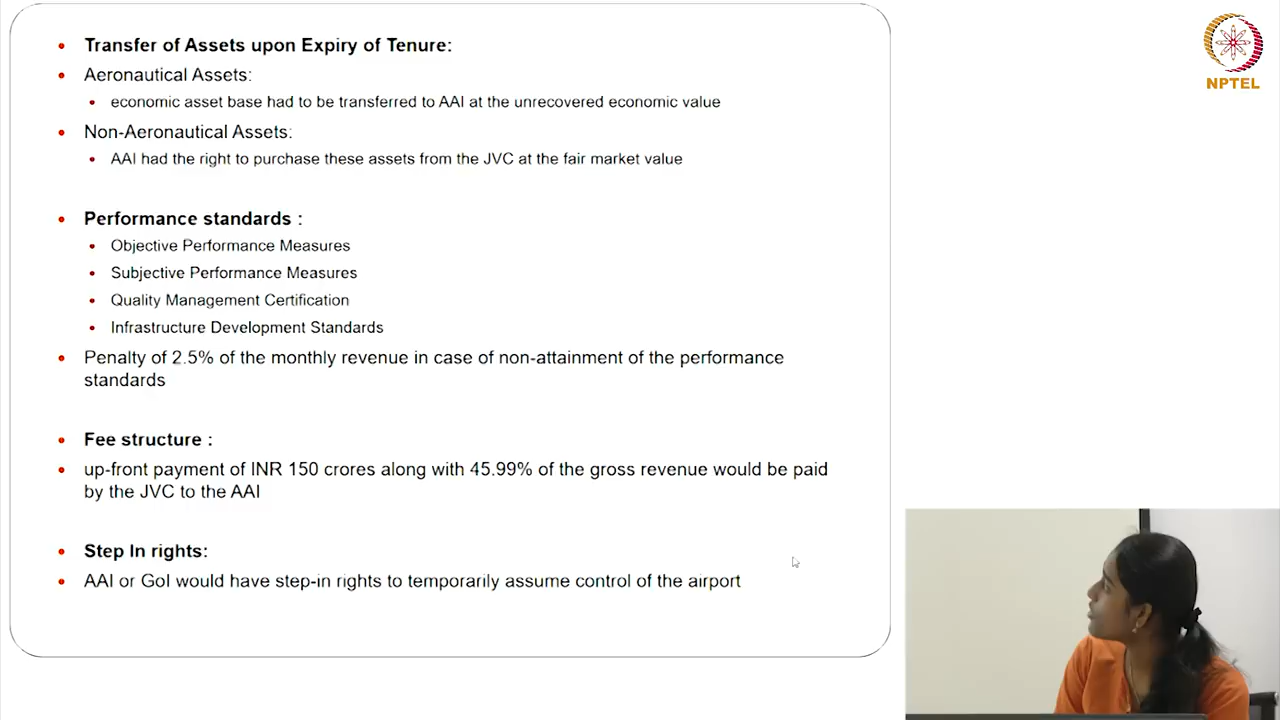 Transfer of Assets upon Expiry of Tenure:
Aeronautical Assets:
economic asset base had to be transferred to AAI at the unrecovered economic value
Non-Aeronautical Assets:
AAI had the right to purchase these assets from the JVC at the fair market value
Performance standards :
Objective Performance Measures
Subjective Performance Measures
Quality Management Certification
Infrastructure Development Standards
Penalty of 2.5% of the monthly revenue in case of non-attainment of the performance
standards
Fee structure :
up-front payment of INR 150 crores along with 45.99% of the gross revenue would be paid
by the JVC to the AAI
Step In rights:
AAI or GoI would have step-in rights to temporarily assume control of the airport
NPTEL